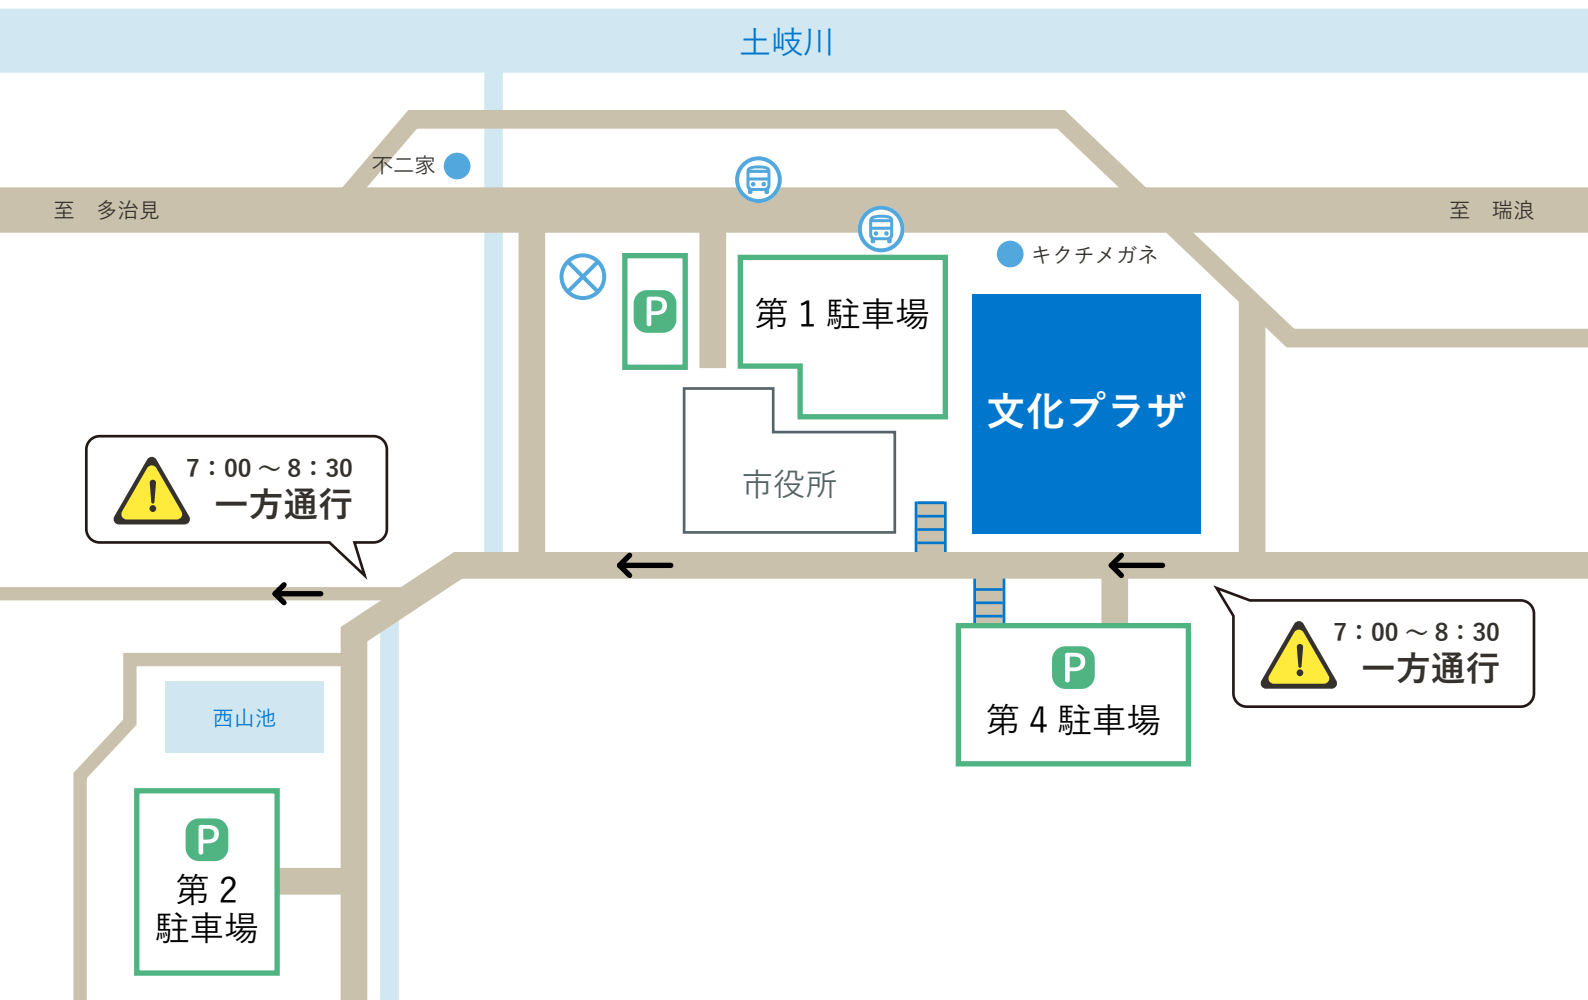 土岐川
不二家
至　多治見
至　瑞浪
キクチメガネ
P
第 1 駐車場
文化プラザ
市役所
7：00 ～ 8：30
一方通行
7：00 ～ 8：30
一方通行
P
第 4 駐車場
西山池
P
第 2
駐車場